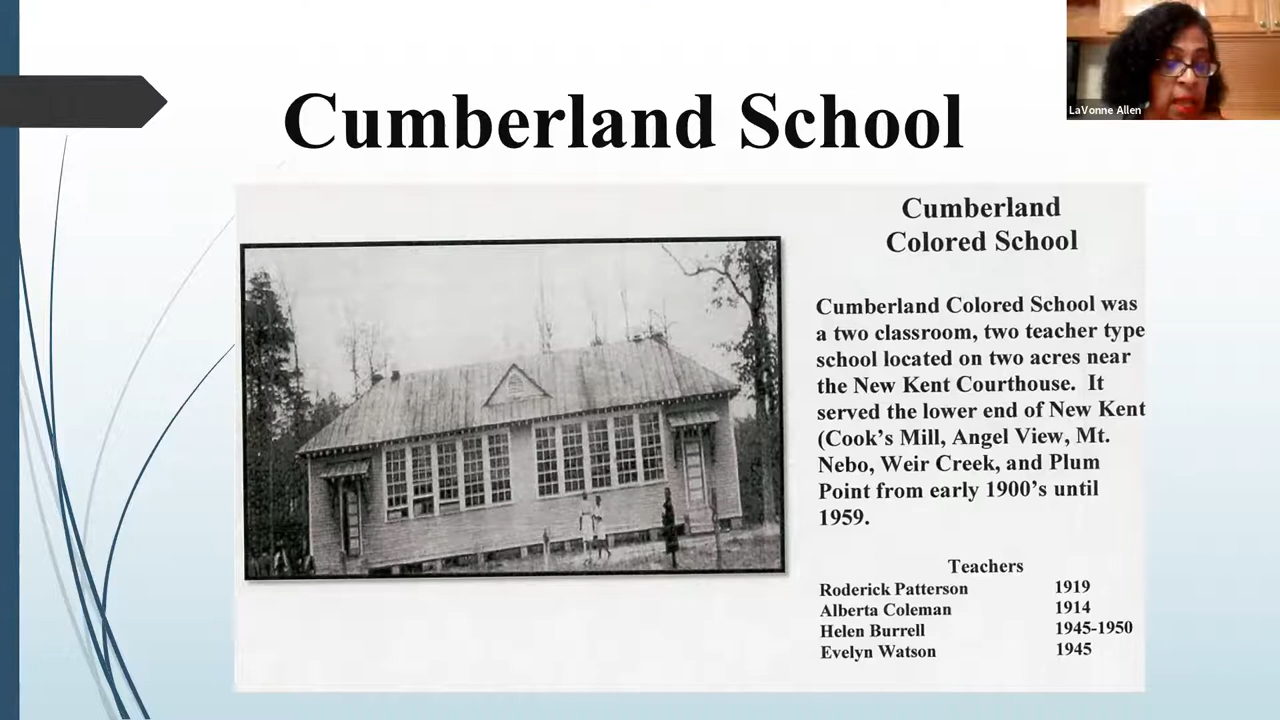 LaVonne Allen
Cumberland School
Cumberland
Colored School
Cumberland Colored School was
a two classroom, two teacher type
school located on two acres near
the New Kent Courthouse. It
served the lower end of New Kent
(Cook's Mill, Angel View, Mt.
Nebo, Weir Creek, and Plum
Point from early 1900's until
1959.
Teachers
Roderick Patterson 1919
Alberta Coleman 1914
Helen Burrell 1945-1950
Evelyn Watson 1945